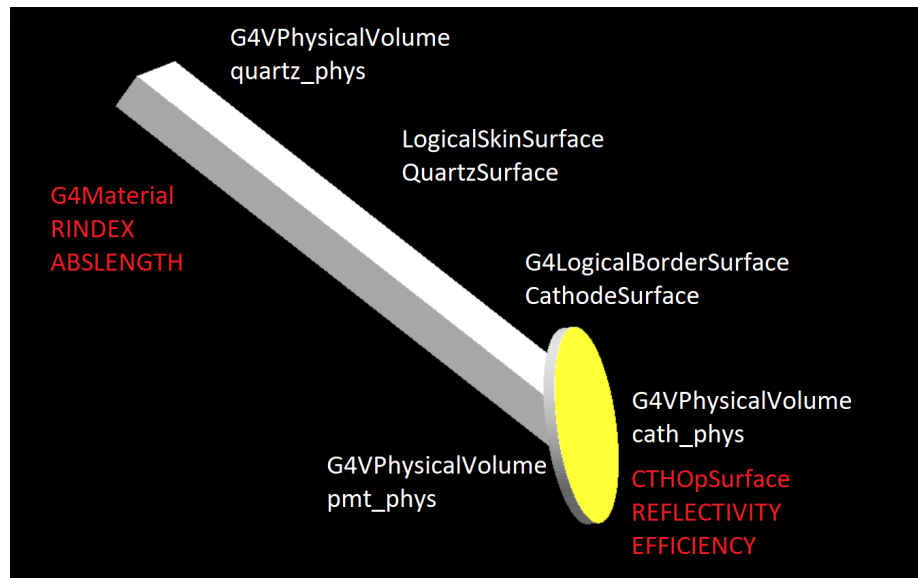 G4VPhysicalVolume
quartz_phys
LogicalSkinSurface
QuartzSurface
G4Material
RINDEX
ABSLENGTH
G4LogicalBorderSurface
CathodeSurface
G4VPhysicalVolume
cath_phys
G4VPhysicalVolume
pmt_phys
CTHOpSurface
REFLECTIVITY
EFFICIENCY